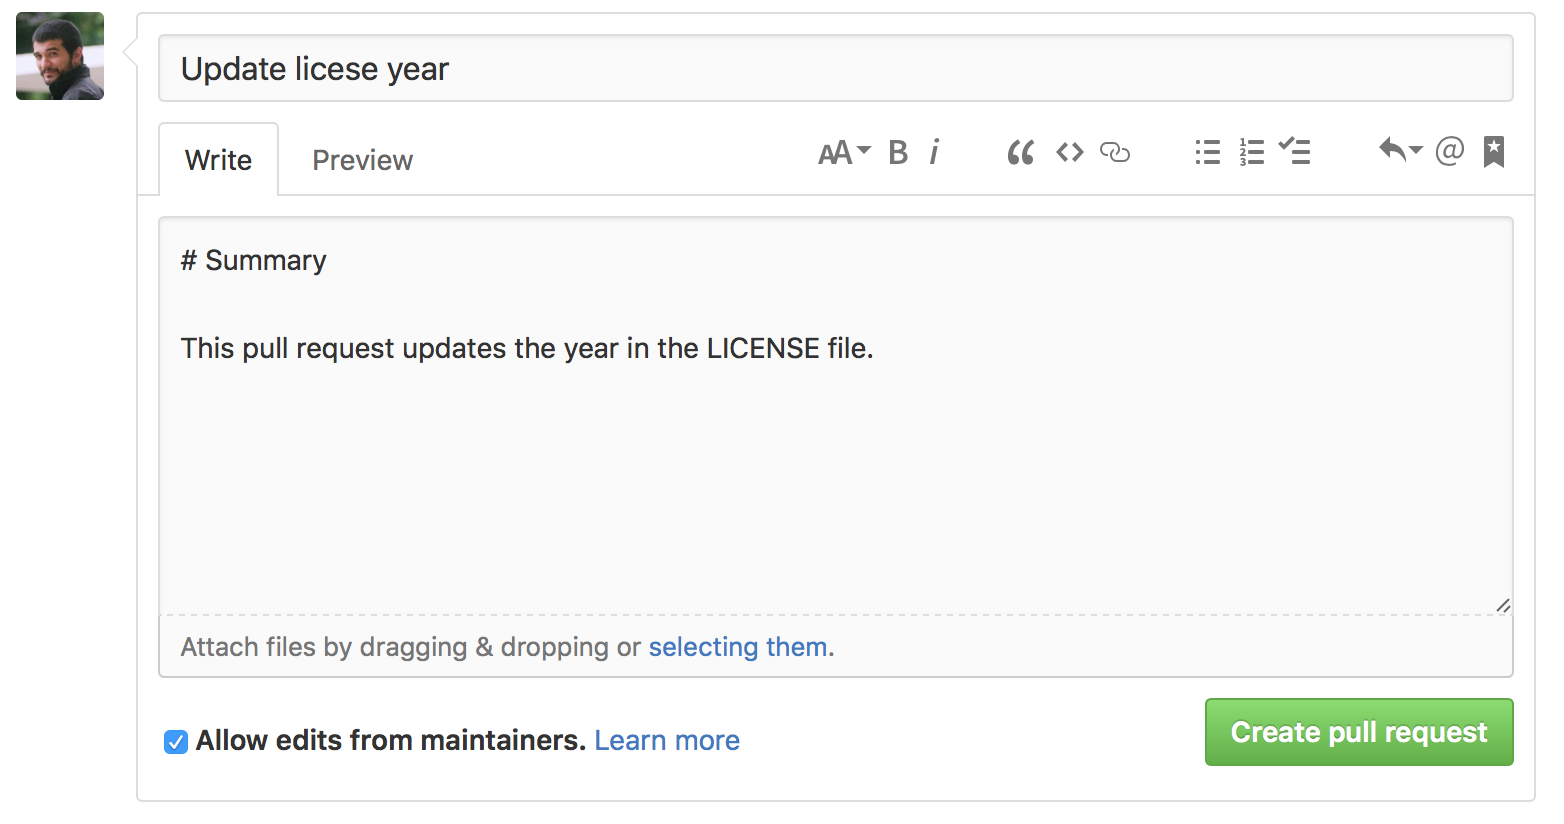 Update licese year
Write Preview
AA B i
# Summary
This pull request updates the year in the LICENSE file.
Attach files by dragging & dropping or selecting them.
Allow edits from maintainers. Learn more
Create pull request